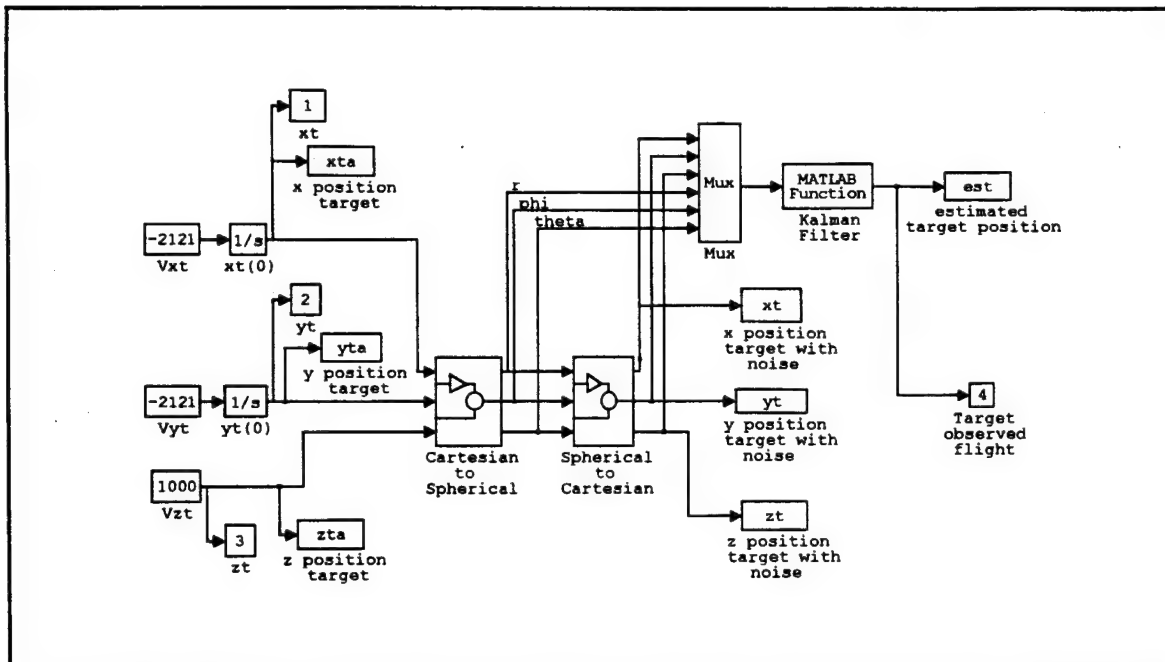 1
xt
xta
x position
target
-2121
Vxt
1/s
xt(0)
2
yt
yta
y position
target
-2121
Vyt
1/s
yt(0)
1000
Vzt
3
zt
zta
z position
target
Cartesian
to
Spherical
Spherical
to
Cartesian
r
phi
theta
Mux
Mux
MATLAB
Function
Kalman
Filter
est
estimated
target position
xt
x position
target with
noise
yt
y position
target with
noise
zt
z position
target with
noise
4
Target
observed
flight